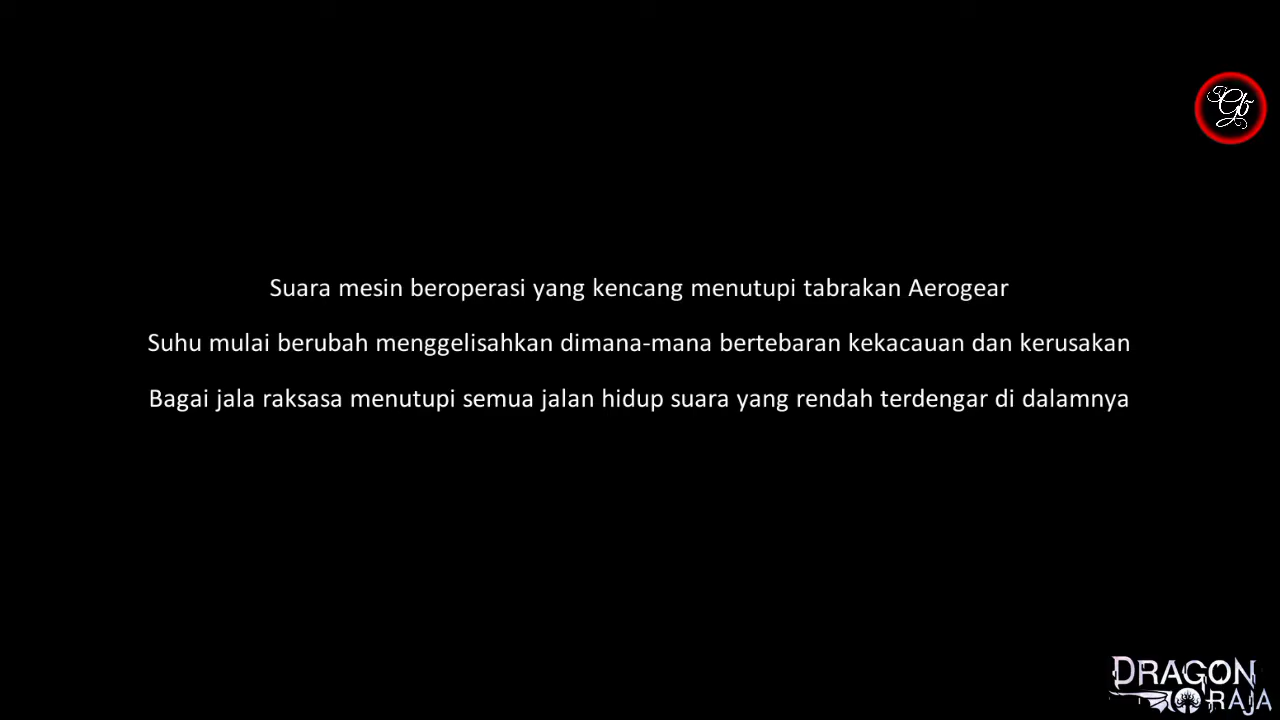 Gf
Suara mesin beroperasi yang kencang menutupi tabrakan Aerogear
Suhu mulai berubah menggelisahkan dimana-mana bertebaran kekacauan dan kerusakan
Bagai jala raksasa menutupi semua jalan hidup suara yang rendah terdengar di dalamnya
DRAGON
RAJA